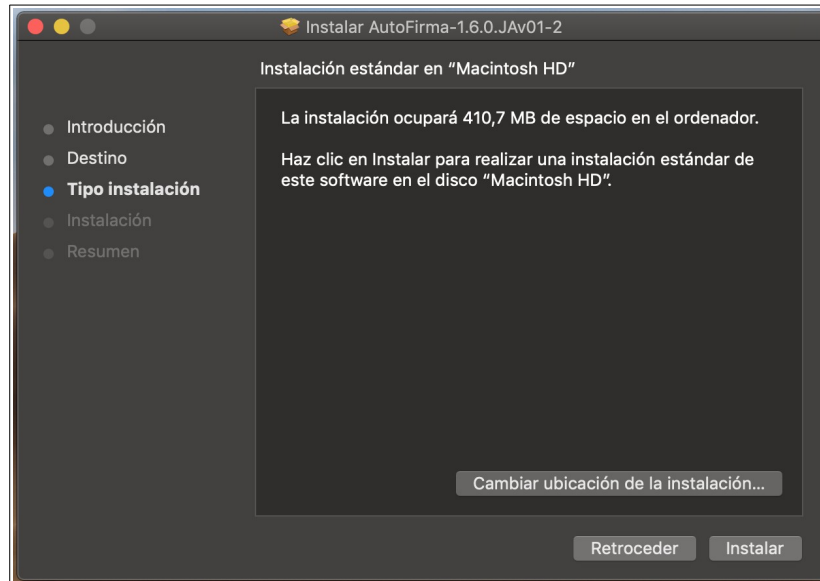 Instalar AutoFirma-1.6.0.JAv01-2
Instalación estándar en “Macintosh HD”
Introducción
Destino
Tipo instalación
Instalación
Resumen
La instalación ocupará 410,7 MB de espacio en el ordenador.
Haz clic en Instalar para realizar una instalación estándar de
este software en el disco “Macintosh HD”.
Cambiar ubicación de la instalación...
Retroceder
Instalar